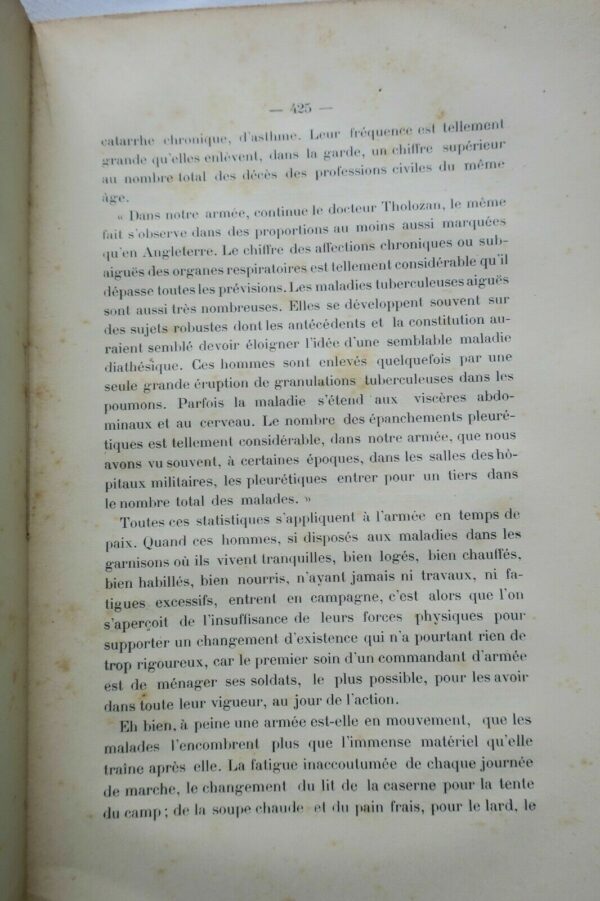 — 425 —
catarrhe chronique, d'asthme. Leur fréquence est tellement
grande qu'elles enlèvent, dans la garde, un chiffre supérieur
au nombre total des décès des professions civiles du même
âge.
« Dans notre armée, continue le docteur Tholozan, le même
fait s'observe dans des proportions au moins aussi marquées
qu'en Angleterre. Le chiffre des affections chroniques ou sub-
aiguës des organes respiratoires est tellement considérable qu'il
dépasse toutes les prévisions. Les maladies tuberculeuses aiguës
sont aussi très nombreuses. Elles se développent souvent sur
des sujets robustes dont les antécédents et la constitution au-
raient semblé devoir éloigner l'idée d'une semblable maladie
diathésique. Ces hommes sont enlevés quelquefois par une
seule grande éruption de granulations tuberculeuses dans les
poumons. Parfois la maladie s'étend aux viscères abdo-
minaux et au cerveau. Le nombre des épanchements pleuré-
tiques est tellement considérable, dans notre armée, que nous
avons vu souvent, à certaines époques, dans les salles des hô-
pitaux militaires, les pleurétiques entrer pour un tiers dans
le nombre total des malades. »
Toutes ces statistiques s'appliquent à l'armée en temps de
paix. Quand ces hommes, si disposés aux maladies dans les
garnisons où ils vivent tranquilles, bien logés, bien chauffés,
bien habillés, bien nourris, n'ayant jamais ni travaux, ni fa-
tigues excessifs, entrent en campagne, c'est alors que l'on
s'aperçoit de l'insuffisance de leurs forces physiques pour
supporter un changement d'existence qui n'a pourtant rien de
trop rigoureux, car le premier soin d'un commandant d'armée
est de ménager ses soldats, le plus possible, pour les avoir
dans toute leur vigueur, au jour de l'action.
Eh bien, à peine une armée est-elle en mouvement, que les
malades l'encombrent plus que l'immense matériel qu'elle
traîne après elle. La fatigue inaccoutumée de chaque journée
de marche, le changement du lit de la caserne pour la tente
du camp ; de la soupe chaude et du pain frais, pour le lard, le